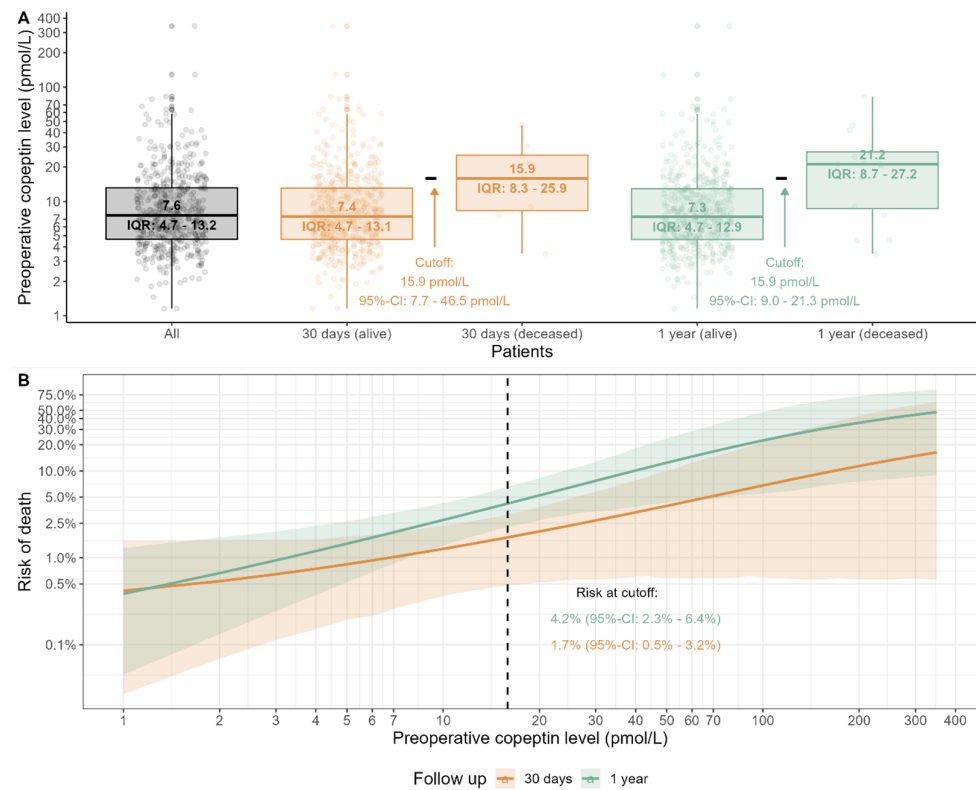 A
Preoperative copeptin level (pmol/L)
400
300
200
100
70
60
50
40
30
20
10
7
6
5
4
3
2
1
7.6
IQR: 4.7 - 13.2
7.4
IQR: 4.7 - 13.1
15.9
IQR: 8.3 - 25.9
7.3
IQR: 4.7 - 12.9
21.2
IQR: 8.7 - 27.2
Cutoff:
15.9 pmol/L
95%-CI: 7.7 - 46.5 pmol/L
Cutoff:
15.9 pmol/L
95%-CI: 9.0 - 21.3 pmol/L
All
30 days (alive)
30 days (deceased)
1 year (alive)
1 year (deceased)
Patients
B
Risk of death
75.0%
50.0%
40.0%
30.0%
20.0%
10.0%
5.0%
2.5%
1.0%
0.5%
0.1%
Risk at cutoff:
4.2% (95%-CI: 2.3% - 6.4%)
1.7% (95%-CI: 0.5% - 3.2%)
1 2 3 4 5 6 7 10 20 30 40 50 60 70 100 200 300 400
Preoperative copeptin level (pmol/L)
Follow up 30 days 1 year